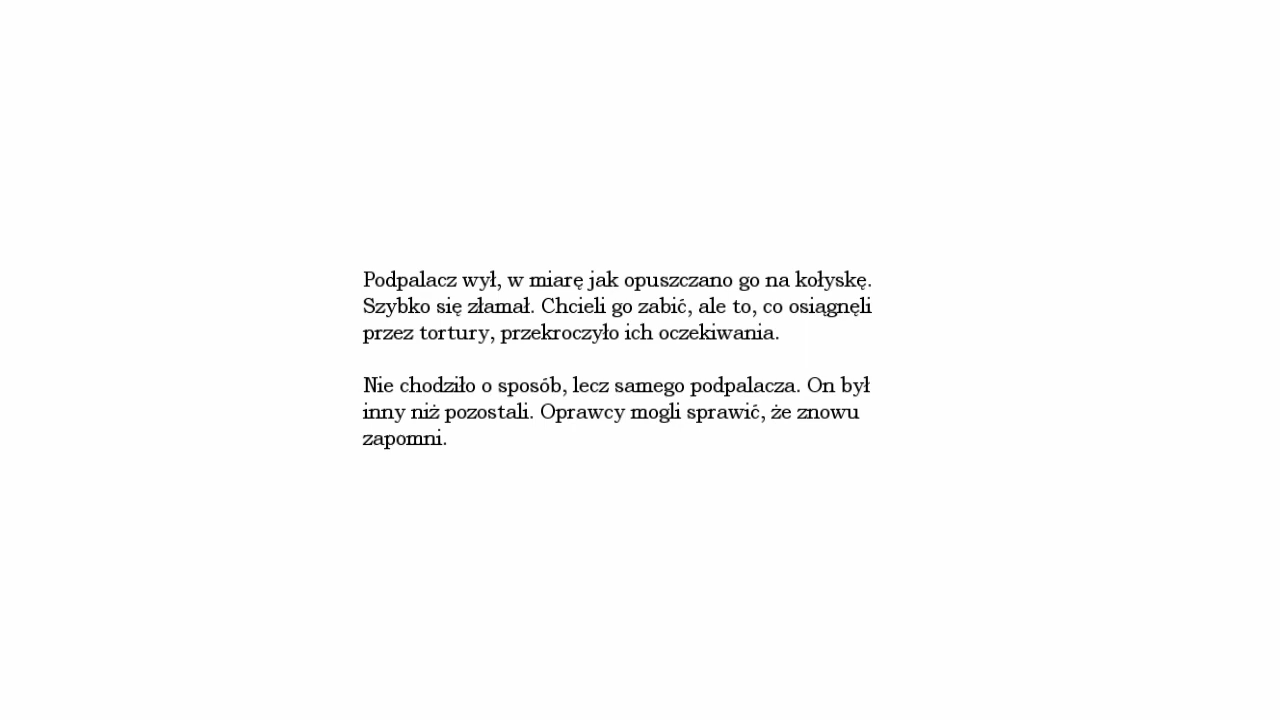 Podpalacz wył, w miarę jak opuszczano go na kołyskę.
Szybko się złamał. Chcieli go zabić, ale to, co osiągnęli
przez tortury, przekroczyło ich oczekiwania.
Nie chodziło o sposób, lecz samego podpalacza. On był
inny niż pozostali. Oprawcy mogli sprawić, że znowu
zapomni.